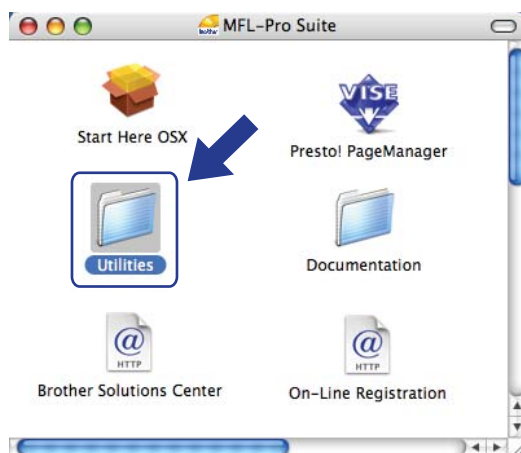 MFL-Pro Suite
Start Here OSX
VISE
Presto! PageManager
Utilities
Documentation
@
HTTP
@
HTTP
Brother Solutions Center
On-Line Registration